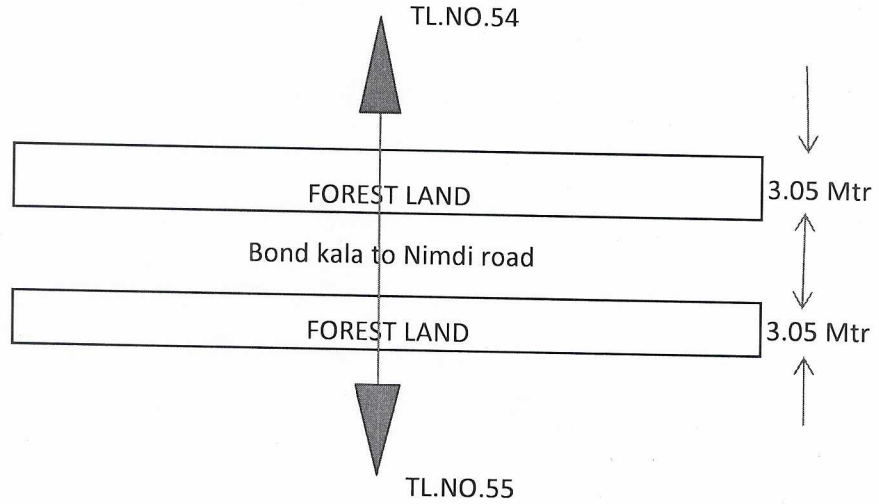 TL.NO.54
FOREST LAND
3.05 Mtr
Bond kala to Nimdi road
FOREST LAND
3.05 Mtr
TL.NO.55